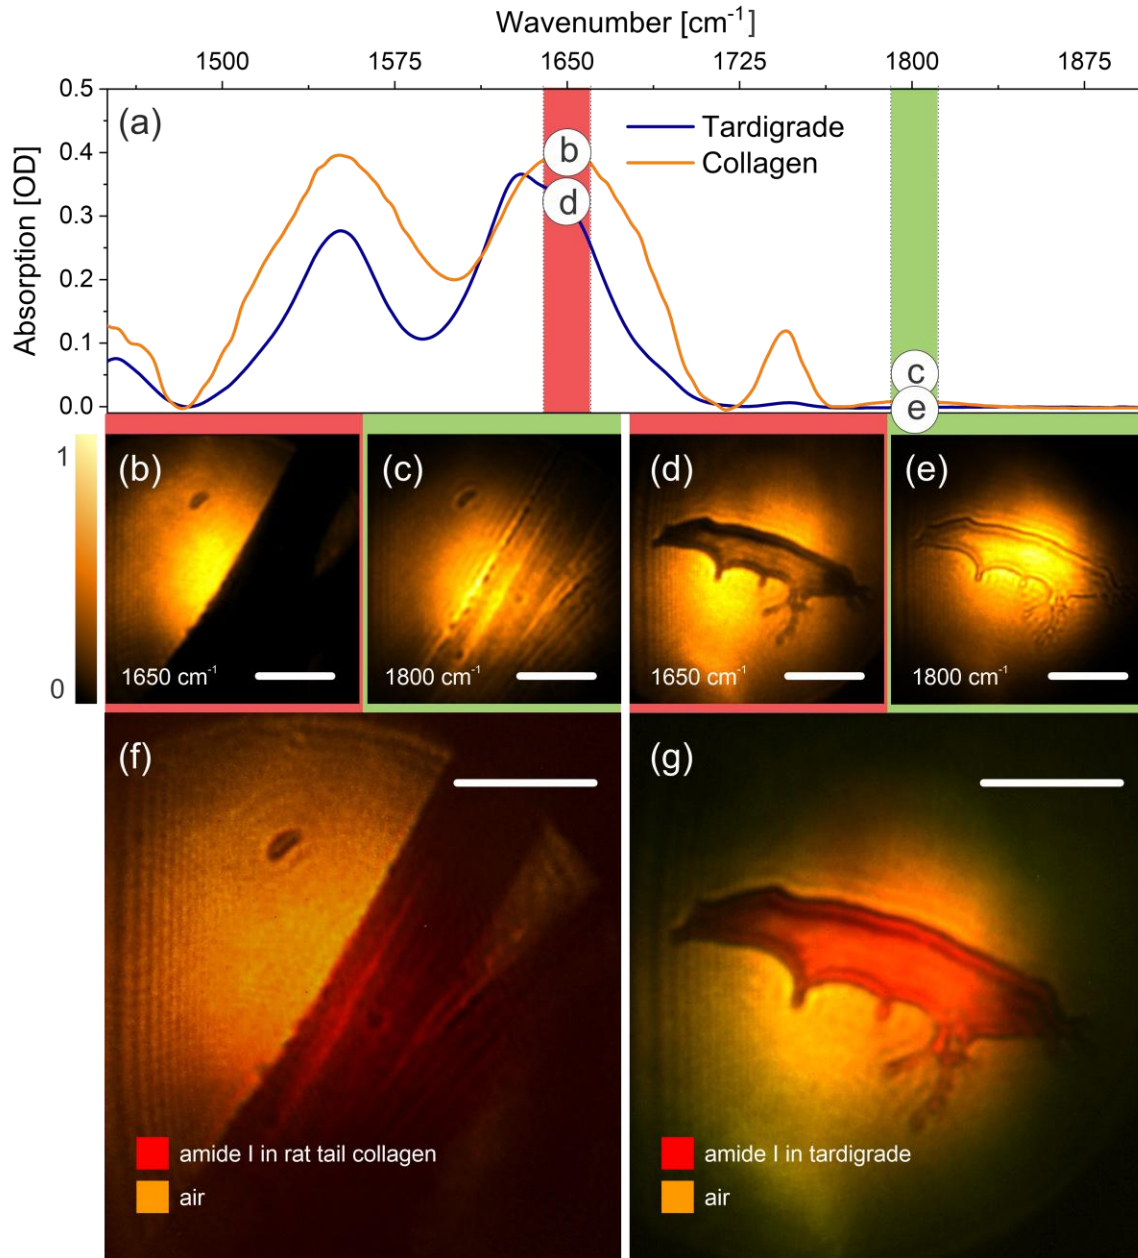 Wavenumber [cm⁻¹]
1500 1575 1650 1725 1800 1875
0.5
0.4
0.3
0.2
0.1
0.0
Absorption [OD]
(a)
Tardigrade
Collagen
b
d
c
e
1
0
(b)
1650 cm⁻¹
(c)
1800 cm⁻¹
(d)
1650 cm⁻¹
(e)
1800 cm⁻¹
(f)
amide I in rat tail collagen
air
(g)
amide I in tardigrade
air